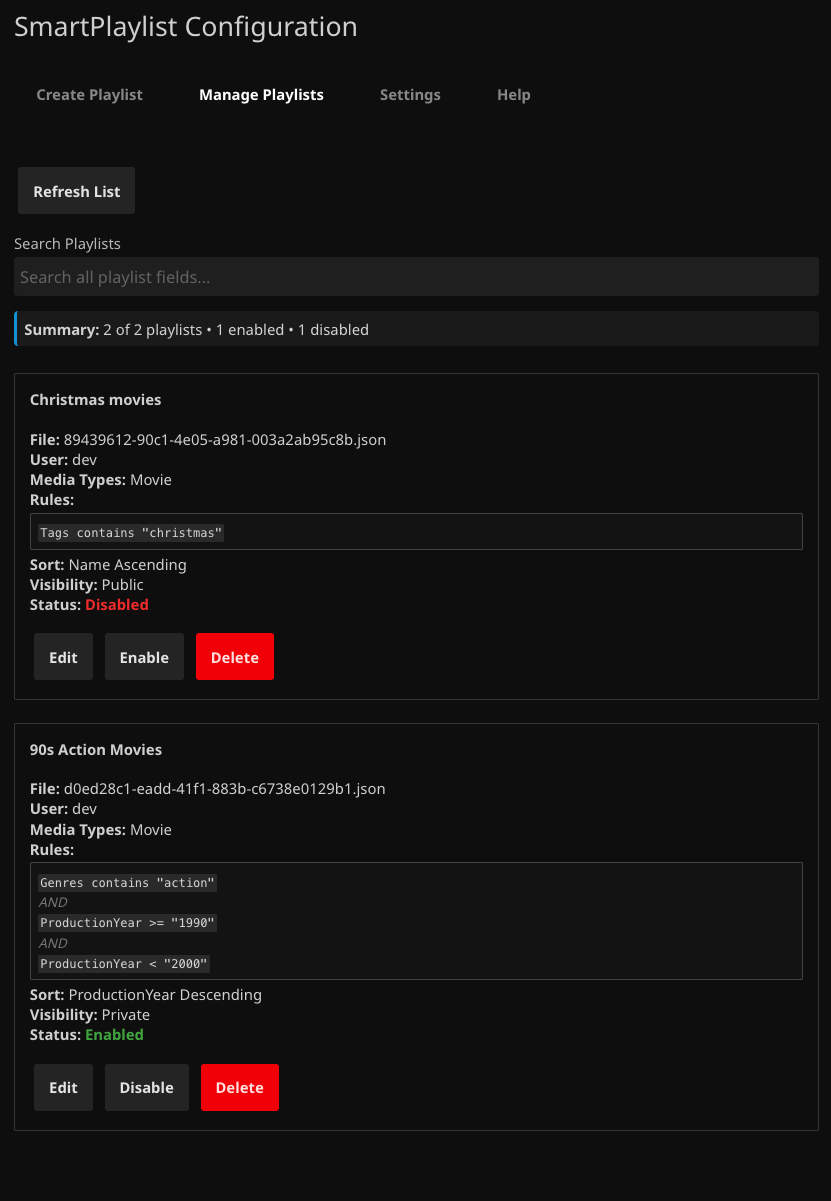 SmartPlaylist Configuration
Create Playlist Manage Playlists Settings Help
Refresh List
Search Playlists
Search all playlist fields...
Summary: 2 of 2 playlists • 1 enabled • 1 disabled
Christmas movies
File: 89439612-90c1-4e05-a981-003a2ab95c8b.json
User: dev
Media Types: Movie
Rules:
Tags contains "christmas"
Sort: Name Ascending
Visibility: Public
Status: Disabled
Edit Enable Delete
90s Action Movies
File: d0ed28c1-eadd-41f1-883b-c6738e0129b1.json
User: dev
Media Types: Movie
Rules:
Genres contains "action"
AND
ProductionYear >= "1990"
AND
ProductionYear < "2000"
Sort: ProductionYear Descending
Visibility: Private
Status: Enabled
Edit Disable Delete